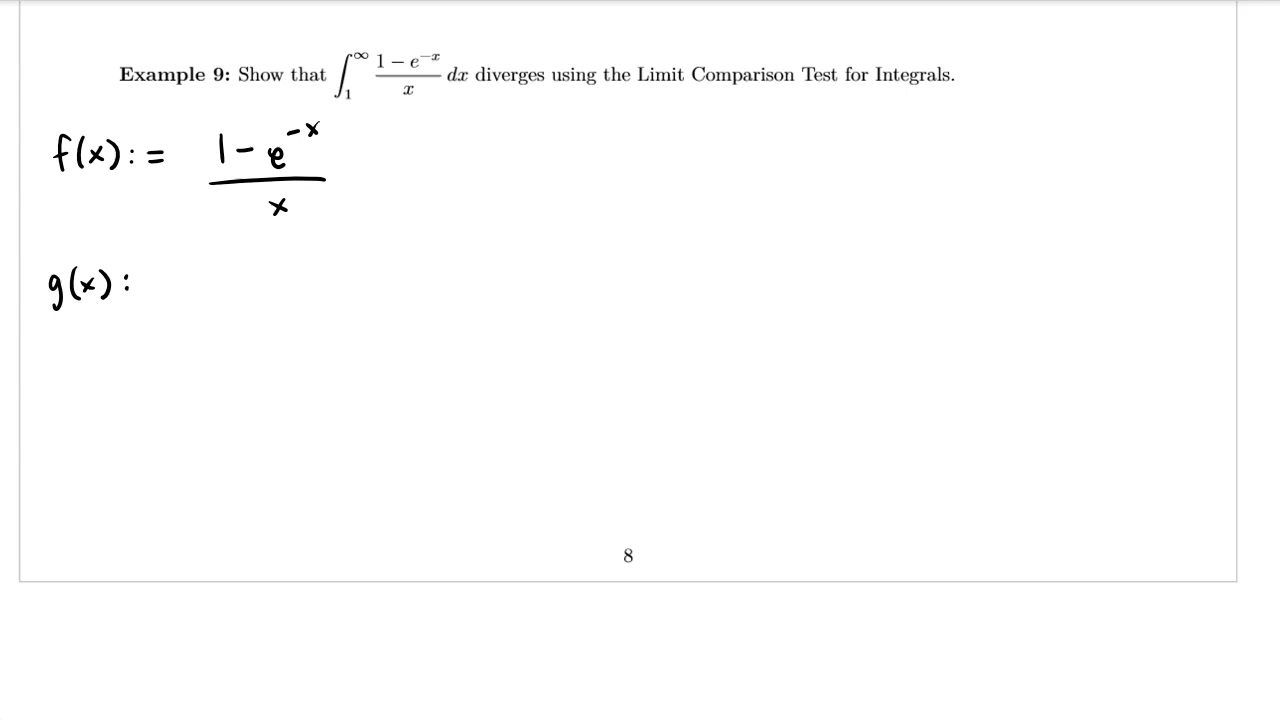 Example 9: Show that ∫₁^∞ (1 − e^{−x})/x dx diverges using the Limit Comparison Test for Integrals.
f(x) := (1 − e^{−x})/x
g(x) :
8